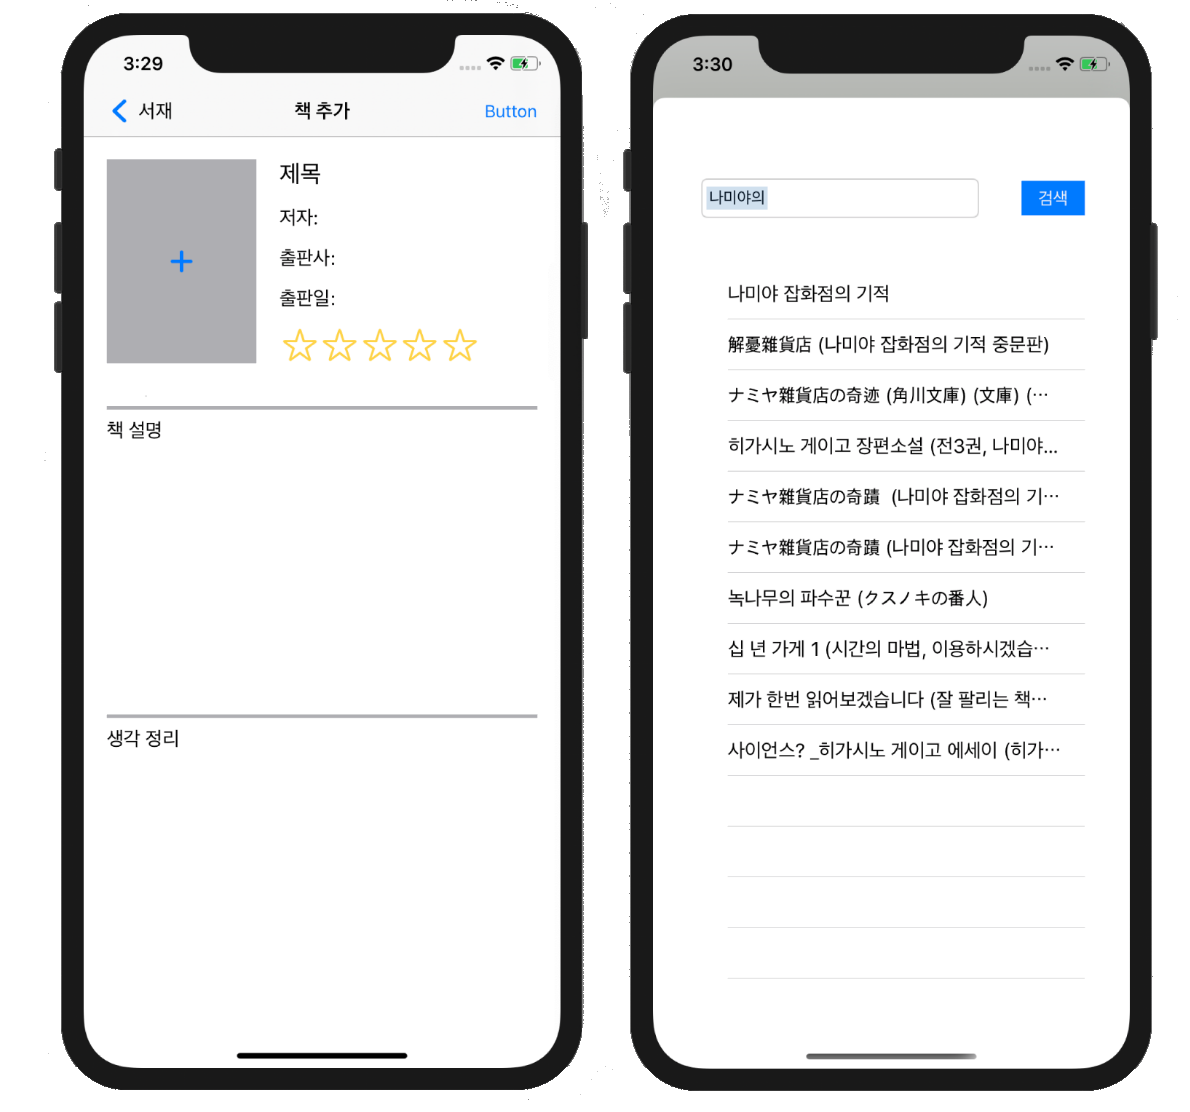 3:29
서재
책 추가
Button
제목
저자:
출판사:
출판일:
책 설명
생각 정리
3:30
나미야의
검색
나미야 잡화점의 기적
解憂雜貨店 (나미야 잡화점의 기적 중문판)
ナミヤ雑貨店の奇迹 (角川文庫) (文庫) (…
히가시노 게이고 장편소설 (전3권, 나미야...
ナミヤ雑貨店の奇蹟  (나미야 잡화점의 기…
ナミヤ雑貨店の奇蹟 (나미야 잡화점의 기…
녹나무의 파수꾼 (クスノキの番人)
십 년 가게 1 (시간의 마법, 이용하시겠습…
제가 한번 읽어보겠습니다 (잘 팔리는 책…
사이언스? _히가시노 게이고 에세이 (히가…